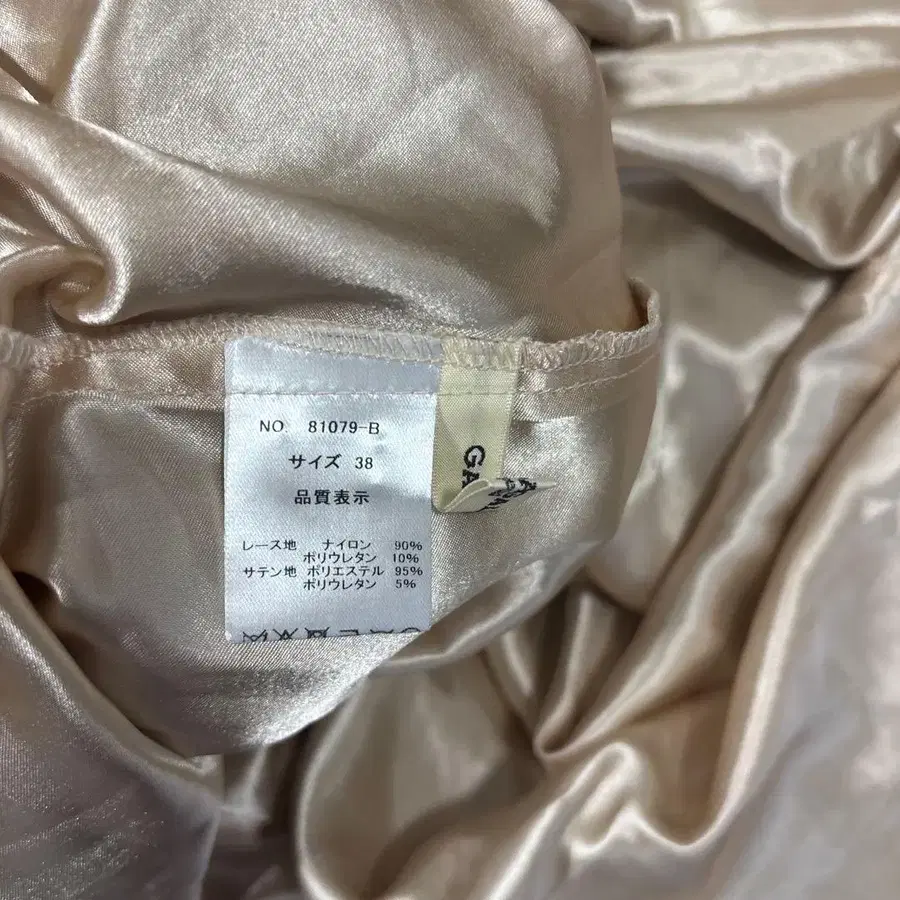 NO 81079-B
サイズ 38
品質表示
レース地 ナイロン 90%
ポリウレタン 10%
サテン地 ポリエステル 95%
ポリウレタン 5%
GA